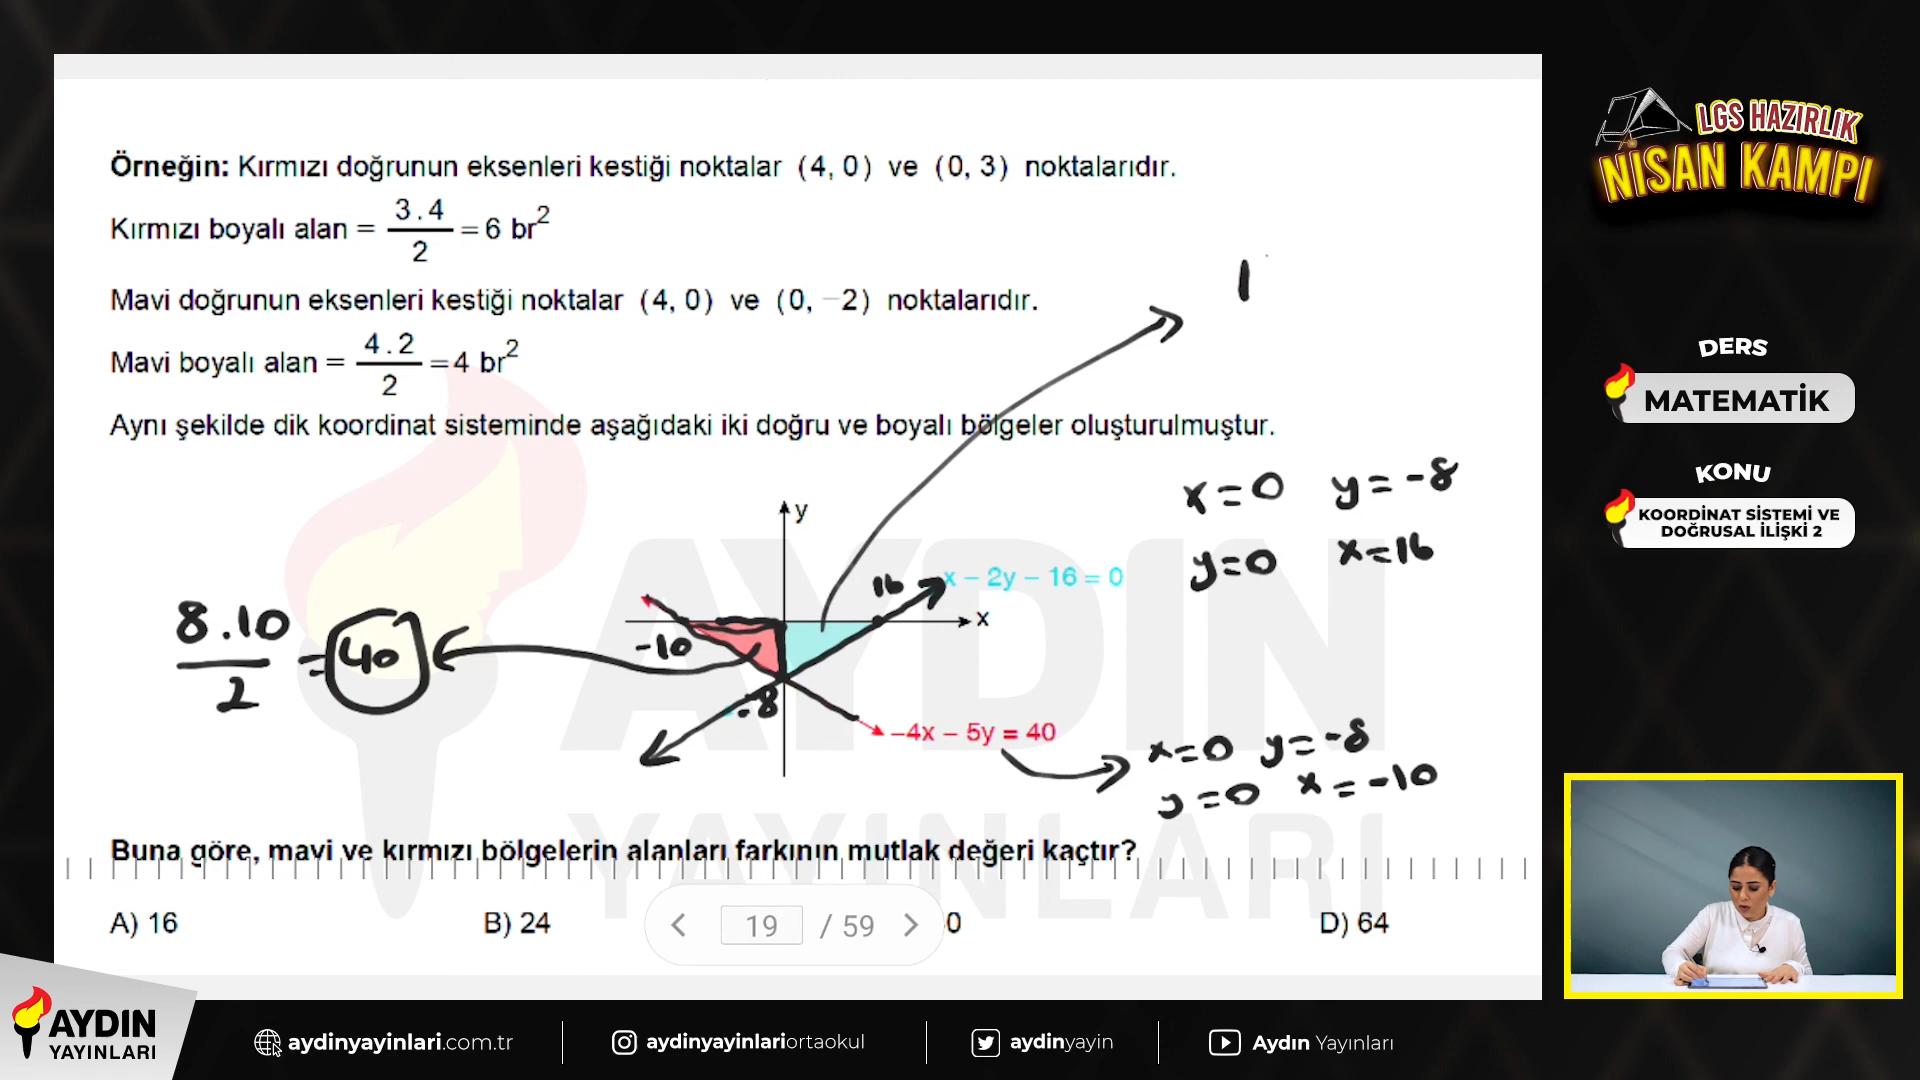 Örneğin: Kırmızı doğrunun eksenleri kestiği noktalar (4, 0) ve (0, 3) noktalarıdır.
Kırmızı boyalı alan = 3 . 4 / 2 = 6 br²
Mavi doğrunun eksenleri kestiği noktalar (4, 0) ve (0, −2) noktalarıdır.
Mavi boyalı alan = 4 . 2 / 2 = 4 br²
Aynı şekilde dik koordinat sisteminde aşağıdaki iki doğru ve boyalı bölgeler oluşturulmuştur.
x=0 y=-8
y=0 x=16
y
16
x − 2y − 16 = 0
x
8.10 / 2 = 40
-10
-8
−4x − 5y = 40
x=0 y=-8
y=0 x=-10
Buna göre, mavi ve kırmızı bölgelerin alanları farkının mutlak değeri kaçtır?
A) 16
B) 24
0
D) 64
19 / 59
AYDIN
YAYINLARI
LGS HAZIRLIK
NİSAN KAMPI
DERS
MATEMATİK
KONU
KOORDİNAT SİSTEMİ VE
DOĞRUSAL İLİŞKİ 2
AYDIN
YAYINLARI
aydinyayinlari.com.tr
aydinyayinlariortaokul
aydinyayin
Aydın Yayınları